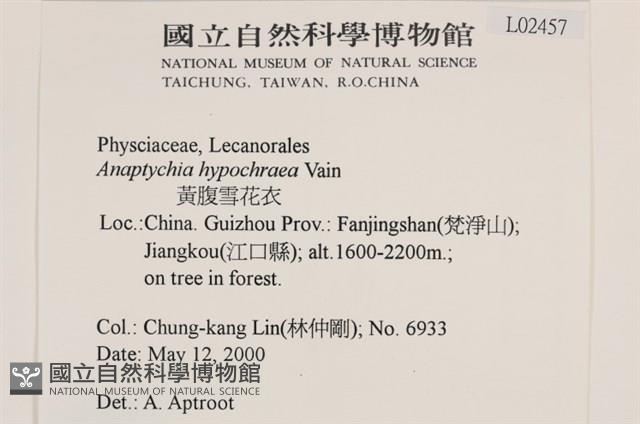 國立自然科學博物館
L02457
NATIONAL MUSEUM OF NATURAL SCIENCE
TAICHUNG, TAIWAN, R.O.CHINA
Physciaceae, Lecanorales
Anaptychia hypochraea Vain
黃腹雪花衣
Loc.:China. Guizhou Prov.: Fanjingshan(梵淨山);
Jiangkou(江口縣); alt.1600-2200m.;
on tree in forest.
Col.: Chung-kang Lin(林仲剛); No. 6933
Date: May 12, 2000
國立自然科學博物館
NATIONAL MUSEUM OF NATURAL SCIENCE
Det.: A. Aptroot